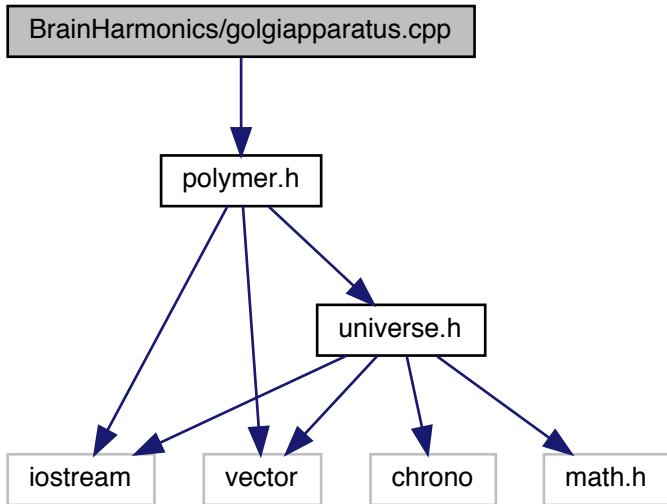 BrainHarmonics/golgiapparatus.cpp
polymer.h
universe.h
iostream
vector
chrono
math.h